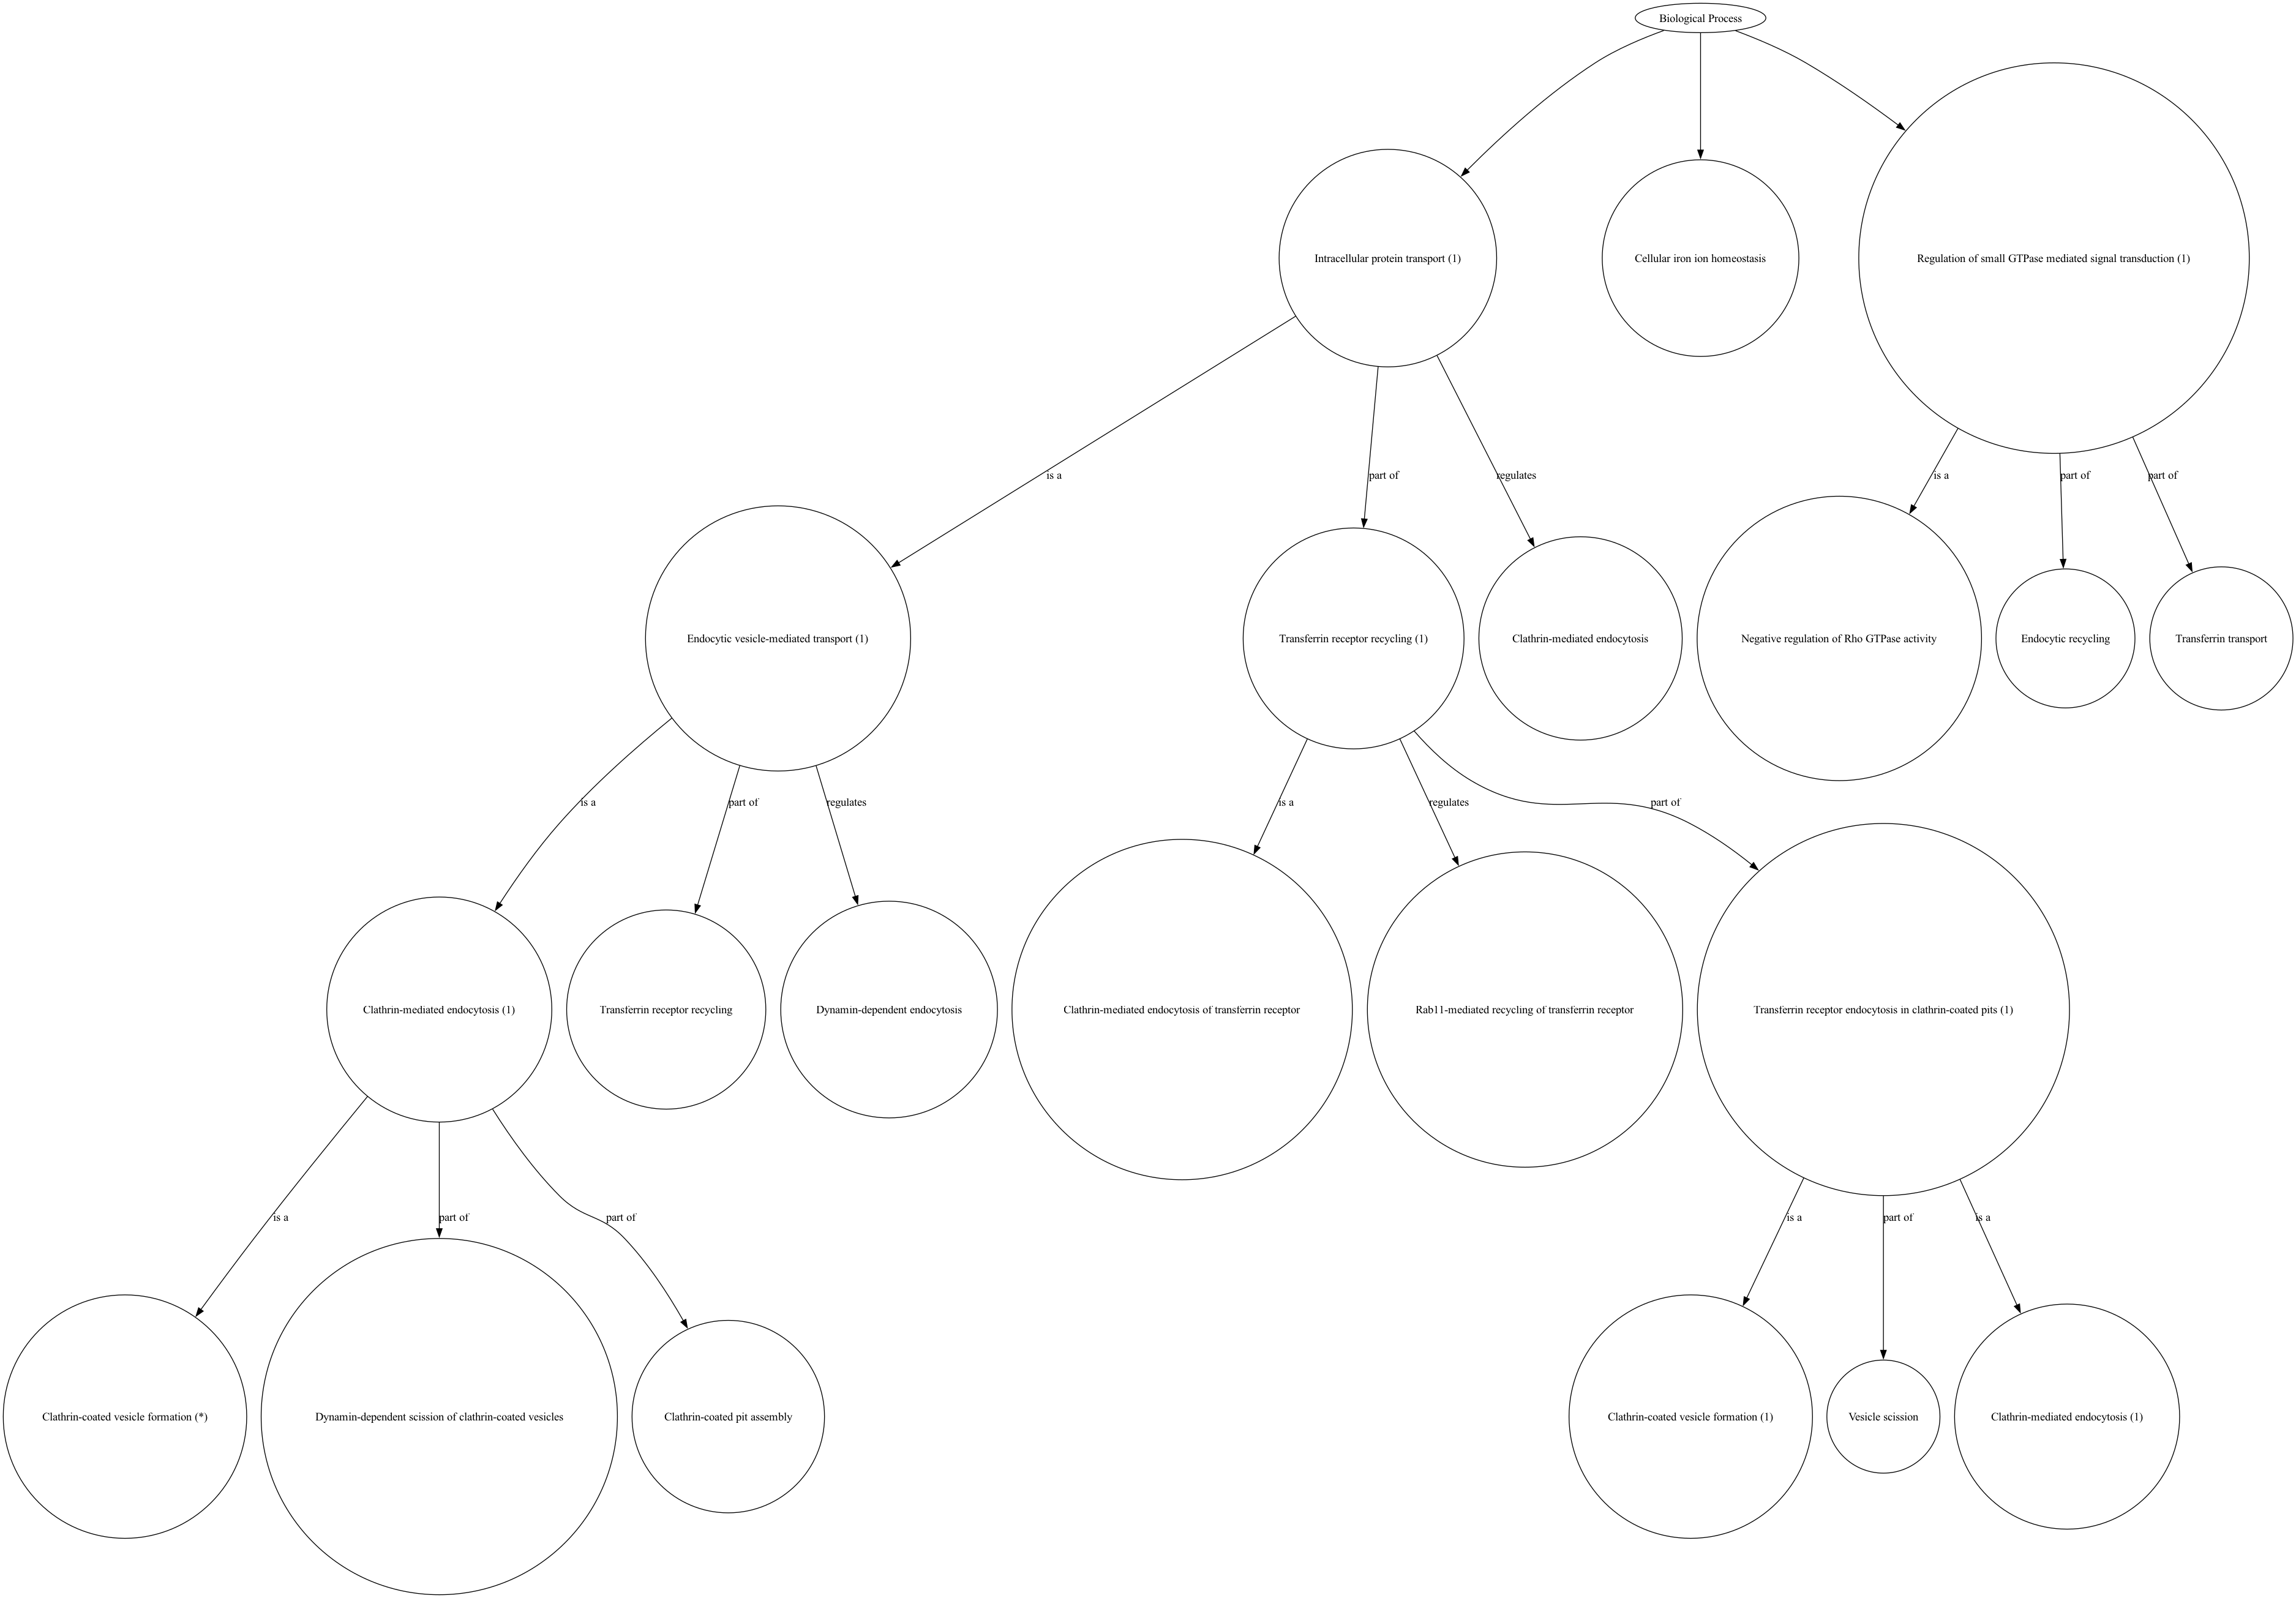 Biological Process
Intracellular protein transport (1)
Cellular iron ion homeostasis
Regulation of small GTPase mediated signal transduction (1)
is a
part of
regulates
is a
part of
part of
Endocytic vesicle-mediated transport (1)
Transferrin receptor recycling (1)
Clathrin-mediated endocytosis
Negative regulation of Rho GTPase activity
Endocytic recycling
Transferrin transport
is a
part of
regulates
is a
regulates
part of
Clathrin-mediated endocytosis (1)
Transferrin receptor recycling
Dynamin-dependent endocytosis
Clathrin-mediated endocytosis of transferrin receptor
Rab11-mediated recycling of transferrin receptor
Transferrin receptor endocytosis in clathrin-coated pits (1)
is a
part of
part of
is a
part of
is a
Clathrin-coated vesicle formation (*)
Dynamin-dependent scission of clathrin-coated vesicles
Clathrin-coated pit assembly
Clathrin-coated vesicle formation (1)
Vesicle scission
Clathrin-mediated endocytosis (1)